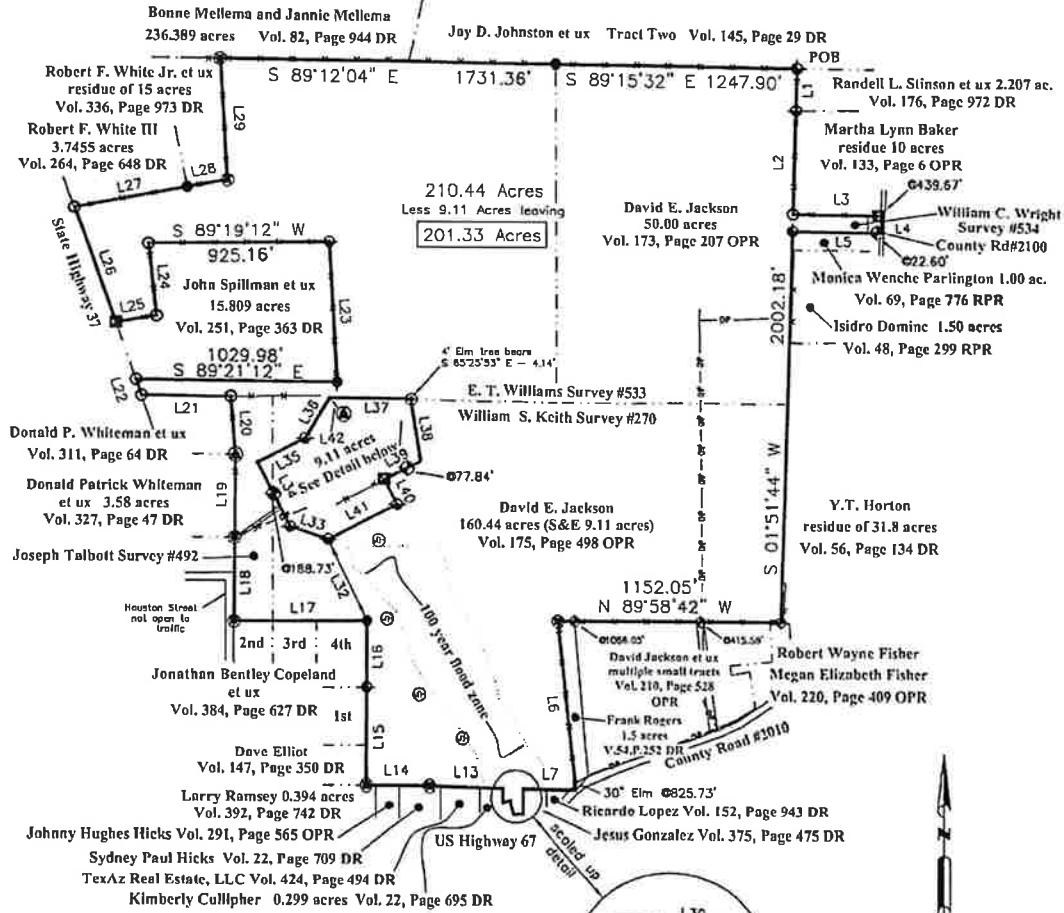 Bonne Mellema and Jannie Mellema
236.389 acres Vol. 82, Page 944 DR
Jay D. Johnston et ux Tract Two Vol. 145, Page 29 DR
POB
S 89°12'04" E 1731.36'
S 89°15'32" E 1247.90'
Robert F. White Jr. et ux
residue of 15 acres
Vol. 336, Page 973 DR
Robert F. White III
3.7455 acres
Vol. 264, Page 648 DR
L29
L28
L27
L1
Randell L. Stinson et ux 2.207 ac.
Vol. 176, Page 972 DR
Martha Lynn Baker
residue 10 acres
Vol. 133, Page 6 OPR
L2
@439.67'
L3
William C. Wright
Survey #534
L4
County Rd#2100
L5
@22.60'
Monica Wenche Parlington 1.00 ac.
Vol. 69, Page 776 RPR
Isidro Dominc 1.50 acres
Vol. 48, Page 299 RPR
210.44 Acres
Less 9.11 Acres leaving
201.33 Acres
David E. Jackson
50.00 acres
Vol. 173, Page 207 OPR
2002.18'
S 01°51'44" W
State Highway 37
L26
L25
L24
S 89°19'12" W
925.16'
John Spillman et ux
15.809 acres
Vol. 251, Page 363 DR
L23
1029.98'
S 89°21'12" E
L22
L21
L20
4" Elm tree bears
S 85°25'53" E - 4.14'
E. T. Williams Survey #533
William S. Keith Survey #270
L36
L37
L38
L42
L35
9.11 acres
See Detail below
L39
L34
@77.84'
L40
L41
L33
@188.73'
L32
Donald P. Whiteman et ux
Vol. 311, Page 64 DR
Donald Patrick Whiteman
et ux 3.58 acres
Vol. 327, Page 47 DR
L19
Joseph Talbott Survey #492
L18
Houston Street
not open to
traffic
L17
2nd 3rd 4th
L16
1st
L15
David E. Jackson
160.44 acres (S&E 9.11 acres)
Vol. 175, Page 498 OPR
OP
OP
OP
Y.T. Horton
residue of 31.8 acres
Vol. 56, Page 134 DR
100 year flood zone
1152.05'
N 89°58'42" W
@415.58'
David Jackson et ux
multiple small tracts
Vol. 210, Page 528
OPR
Robert Wayne Fisher
Megan Elizabeth Fisher
Vol. 220, Page 409 OPR
L6
Frank Rogers
1.5 acres
V.54,P.252 DR
County Road #2010
Jonathan Bentley Copeland
et ux
Vol. 384, Page 627 DR
Dave Elliot
Vol. 147, Page 350 DR
L14
L13
L7
30" Elm @825.73'
Larry Ramsey 0.394 acres
Vol. 392, Page 742 DR
Ricardo Lopez Vol. 152, Page 943 DR
Johnny Hughes Hicks Vol. 291, Page 565 OPR
US Highway 67
Jesus Gonzalez Vol. 375, Page 475 DR
Sydney Paul Hicks Vol. 22, Page 709 DR
TexAz Real Estate, LLC Vol. 424, Page 494 DR
Kimberly Cullpher 0.299 acres Vol. 22, Page 695 DR
scaled up
detail
N